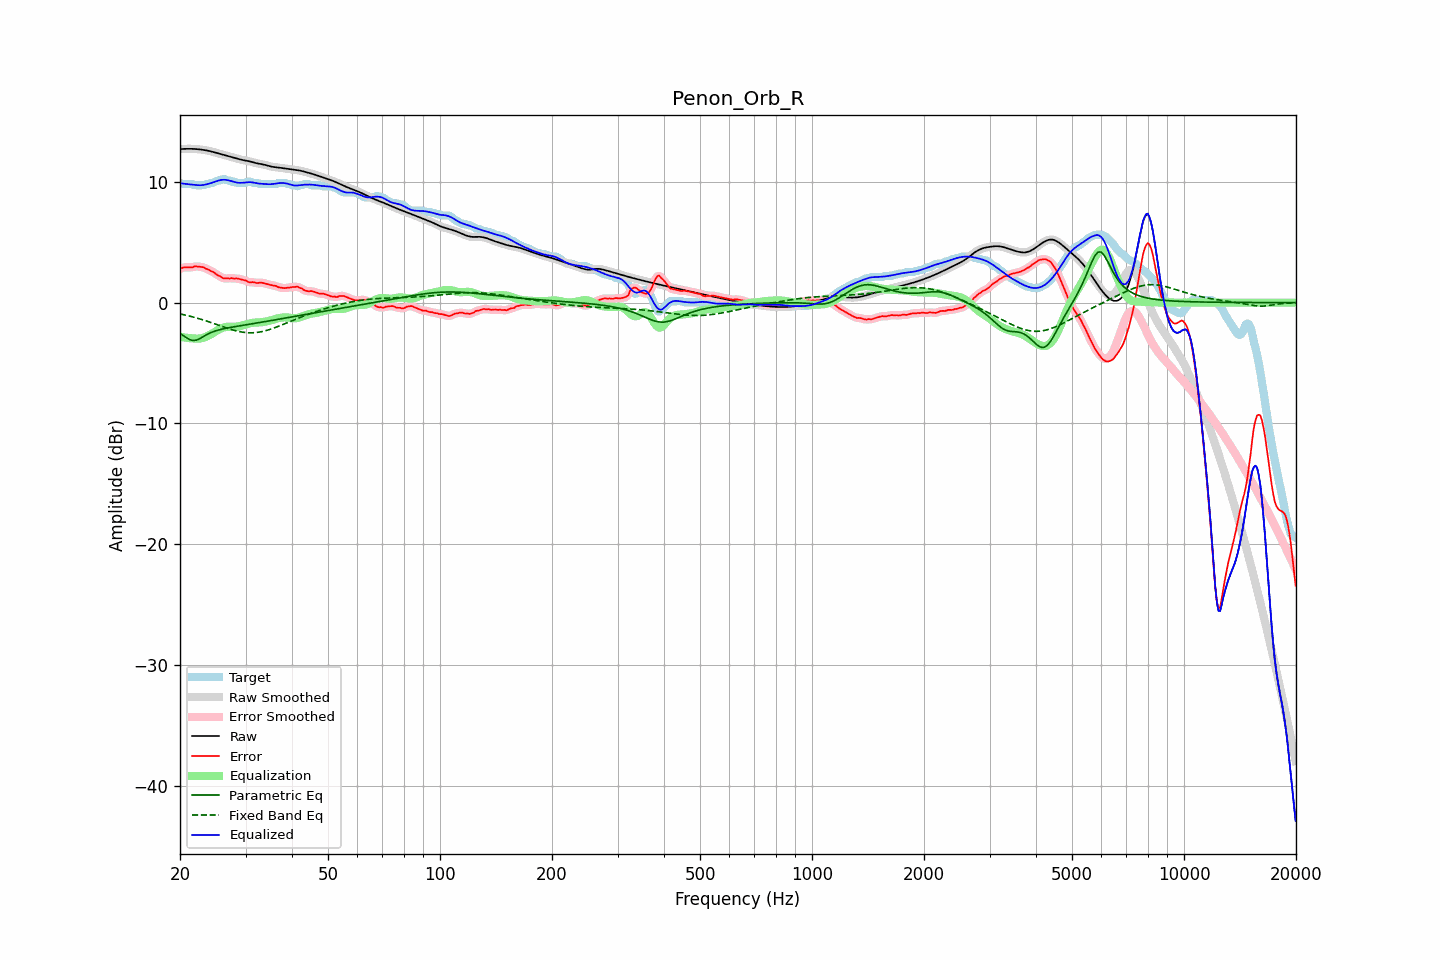 Penon_Orb_R
10
0
−10
−20
−30
−40
Amplitude (dBr)
Target
Raw Smoothed
Error Smoothed
Raw
Error
Equalization
Parametric Eq
Fixed Band Eq
Equalized
20 50 100 200 500 1000 2000 5000 10000 20000
Frequency (Hz)